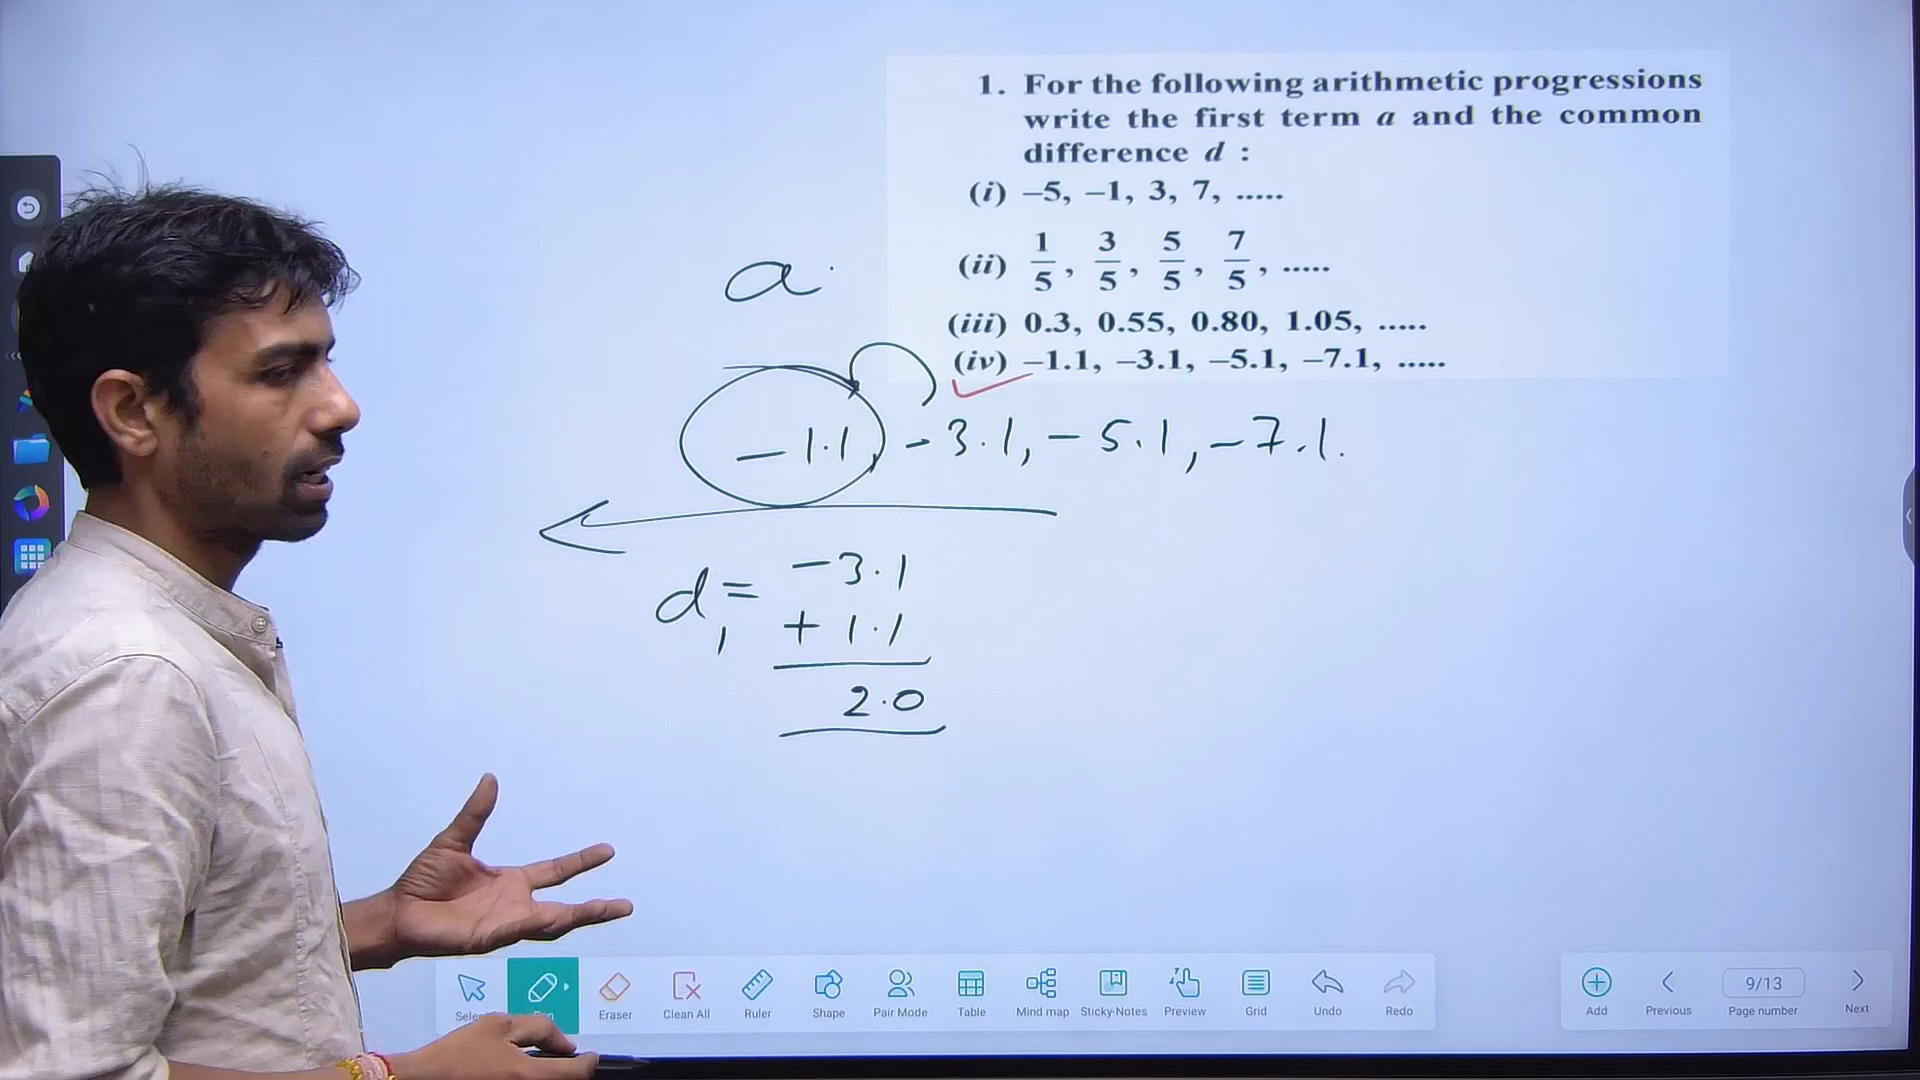 1. For the following arithmetic progressions
write the first term a and the common
difference d :
(i) –5, –1, 3, 7, .....
(ii) 1/5, 3/5, 5/5, 7/5, .....
(iii) 0.3, 0.55, 0.80, 1.05, .....
(iv) –1.1, –3.1, –5.1, –7.1, .....
a
-1.1, -3.1, -5.1, -7.1.
d1 = -3.1
+ 1.1
2.0
Eraser
Clean All
Ruler
Shape
Pair Mode
Table
Mind map
Sticky-Notes
Preview
Grid
Undo
Redo
Add
Previous
9/13
Page number
Next